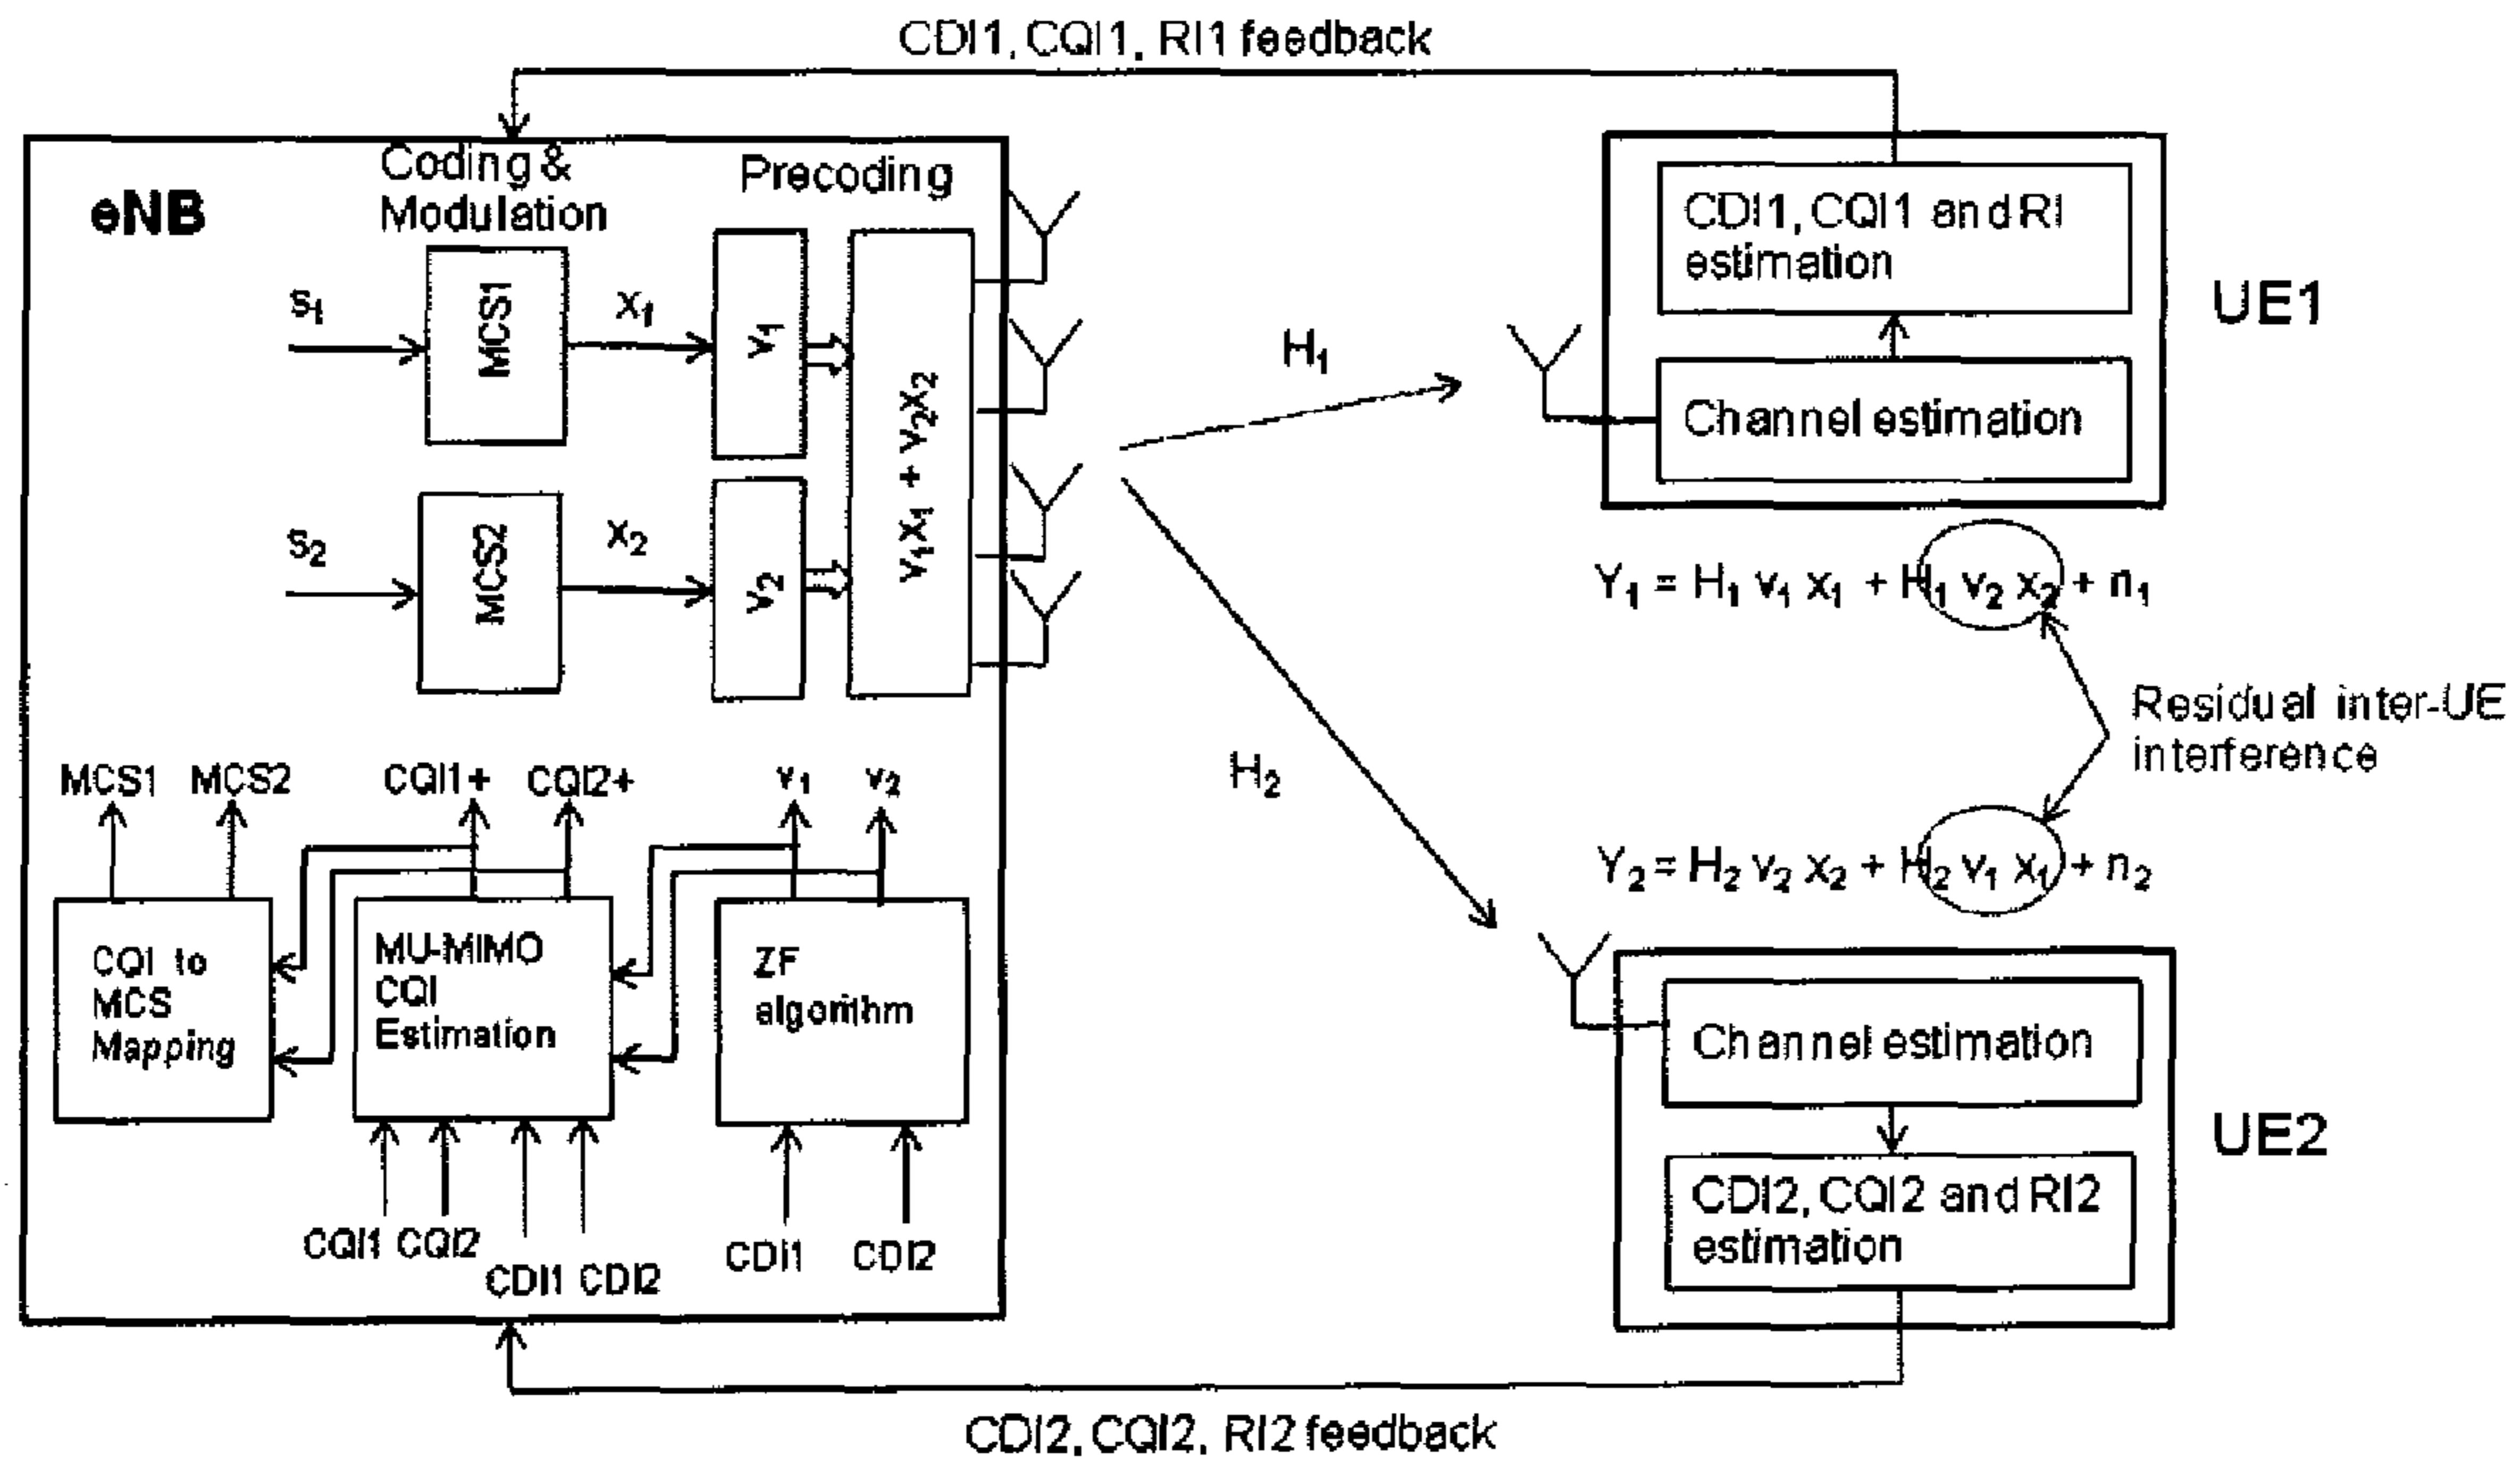 CDI1, CQI1, RI1 feedback
eNB
Coding &
Modulation
Precoding
S₁
MCS1
X₁
v₁
S₂
MCS2
X₂
v₂
v₁x₁ + v₂x₂
H₁
H₂
CDI1, CQI1 and RI
estimation
Channel estimation
UE1
Y₁ = H₁ v₁ x₁ + H₁ v₂ x₂ + n₁
Residual inter-UE
interference
Y₂ = H₂ v₂ x₂ + H₂ v₁ x₁ + n₂
Channel estimation
CDI2, CQI2 and RI2
estimation
UE2
MCS1 MCS2 CQI1+ CQI2+ v₁ v₂
CQI to
MCS
Mapping
MU-MIMO
CQI
Estimation
ZF
algorithm
CQI1 CQI2
CDI1 CDI2
CDI1 CDI2
CDI2, CQI2, RI2 feedback